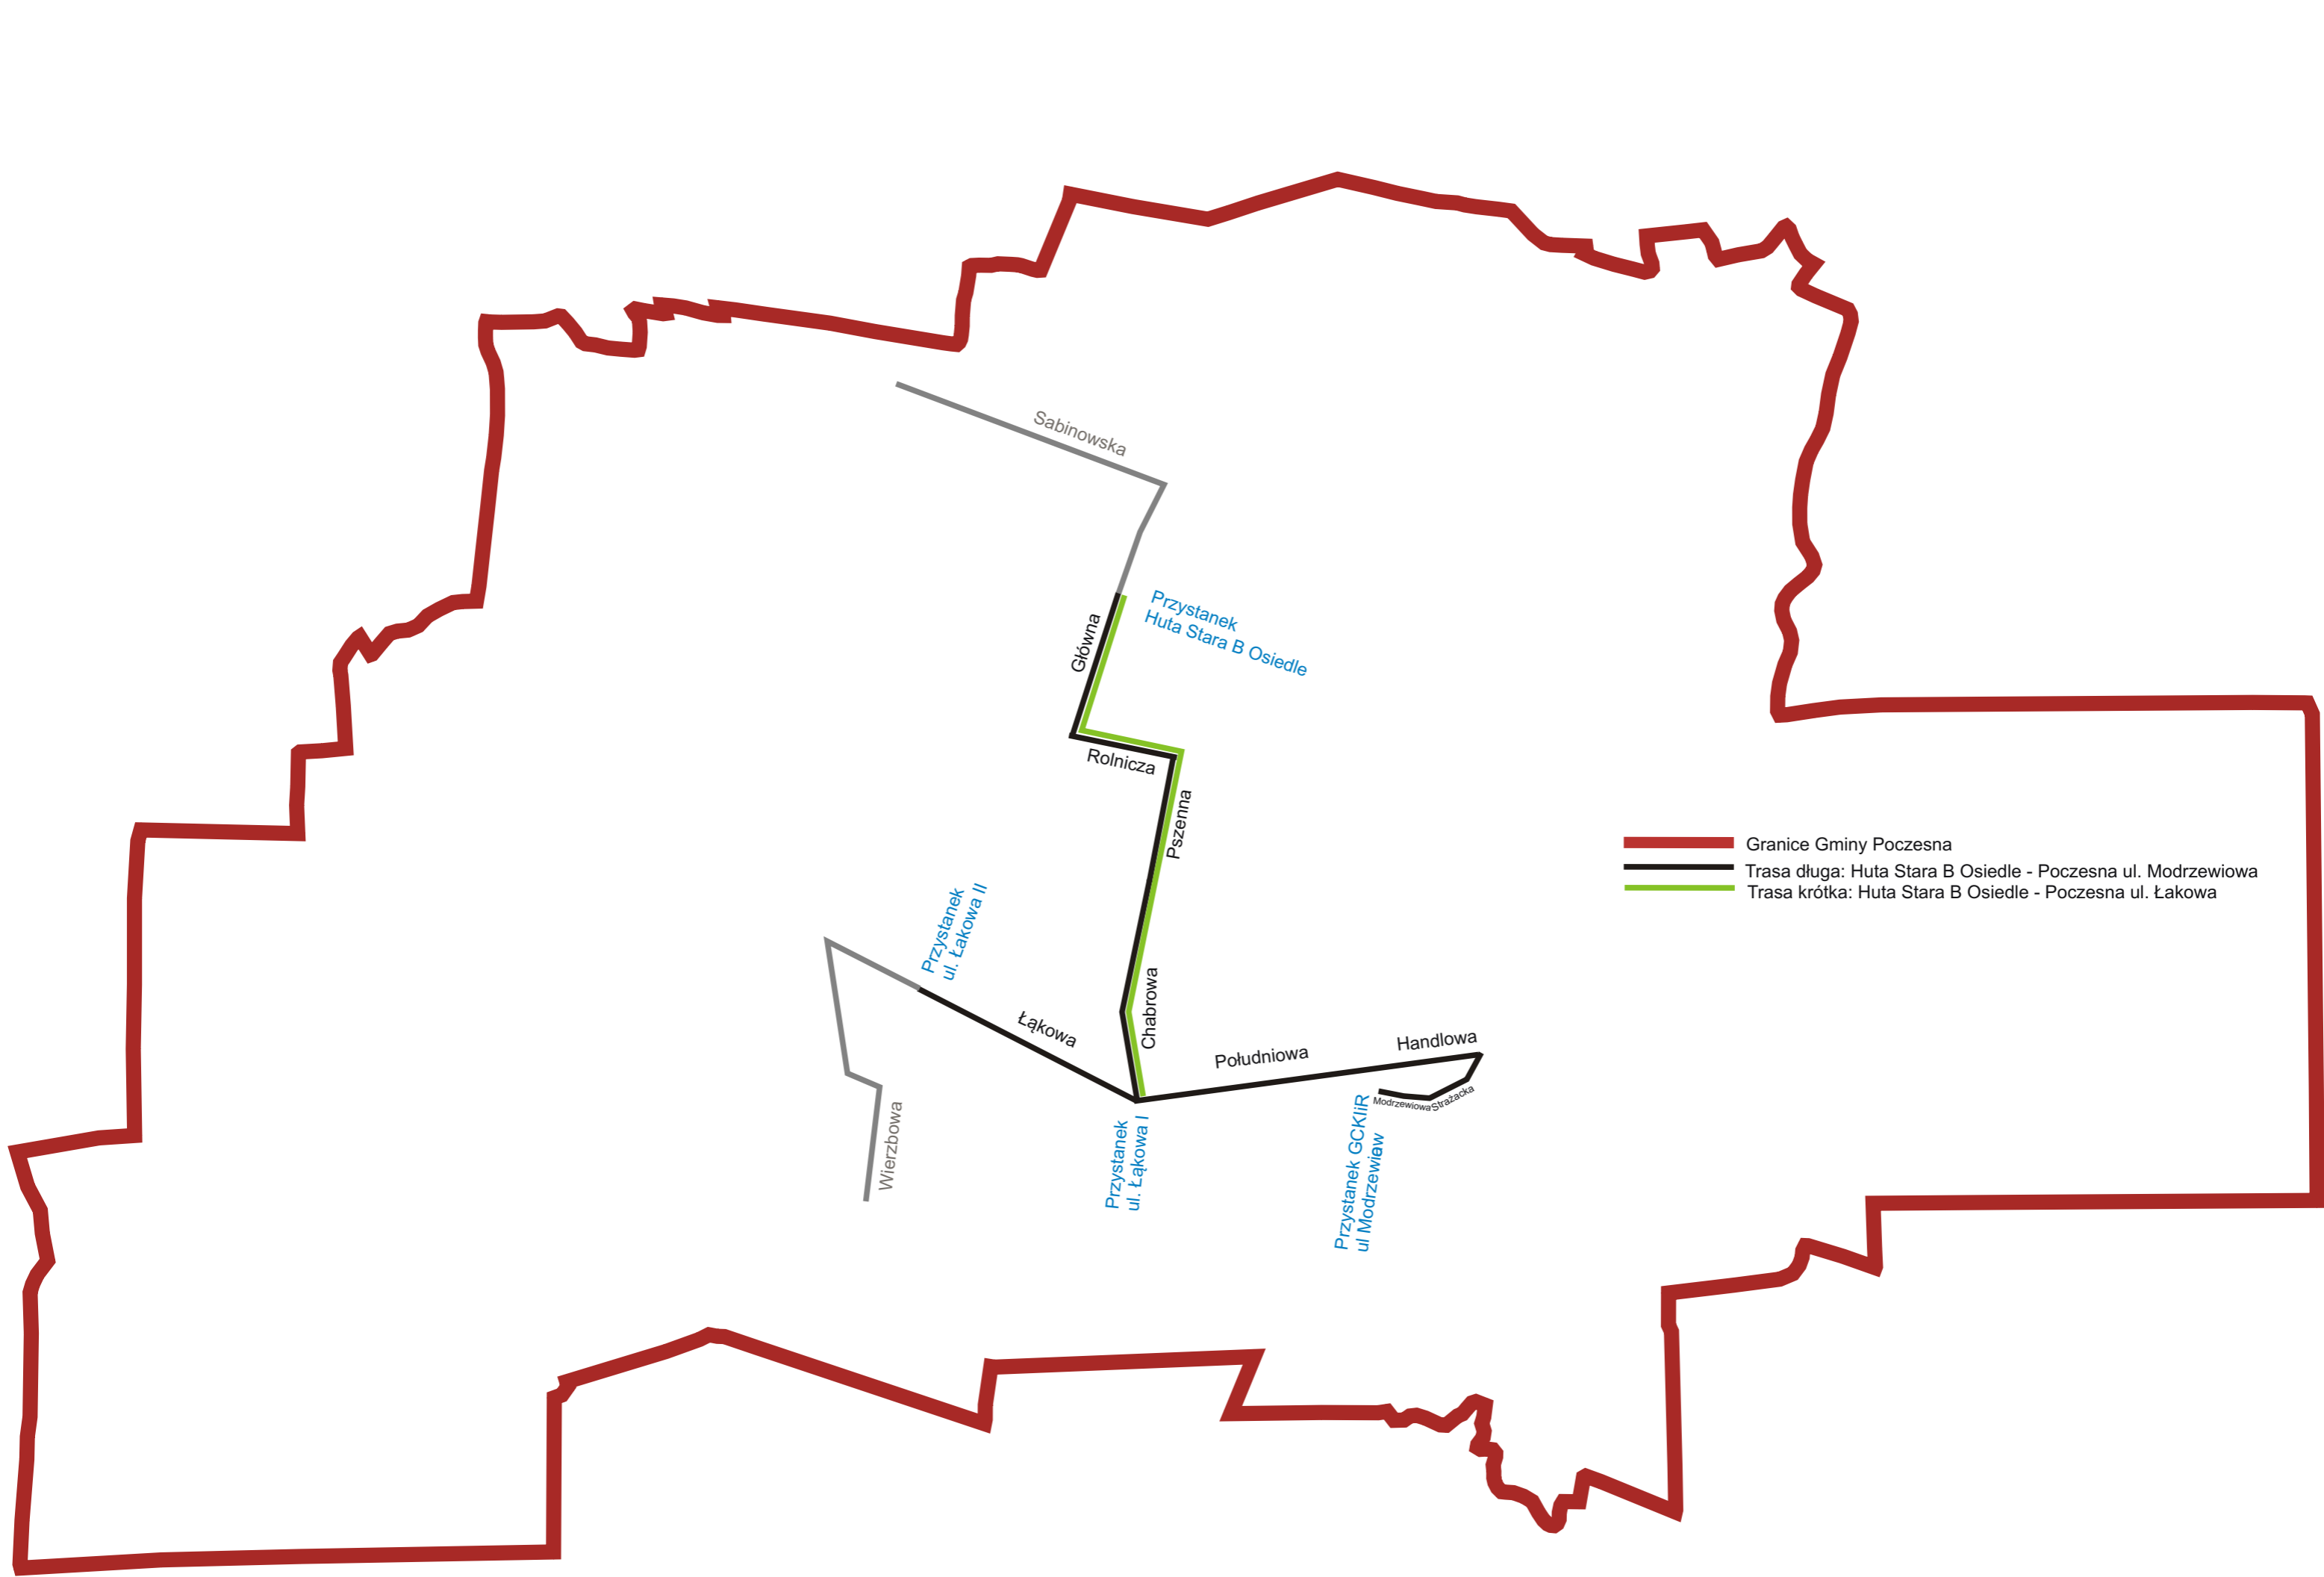 Sabinowska
Przystanek
Huta Stara B Osiedle
Główna
Rolnicza
Pszenna
Granice Gminy Poczesna
Trasa długa: Huta Stara B Osiedle - Poczesna ul. Modrzewiowa
Trasa krótka: Huta Stara B Osiedle - Poczesna ul. Łakowa
Przystanek
ul. Łąkowa II
Chabrowa
Łąkowa
Południowa
Handlowa
Modrzewiowa
Strażacka
Wierzbowa
Przystanek
ul. Łąkowa I
Przystanek GCKIiR